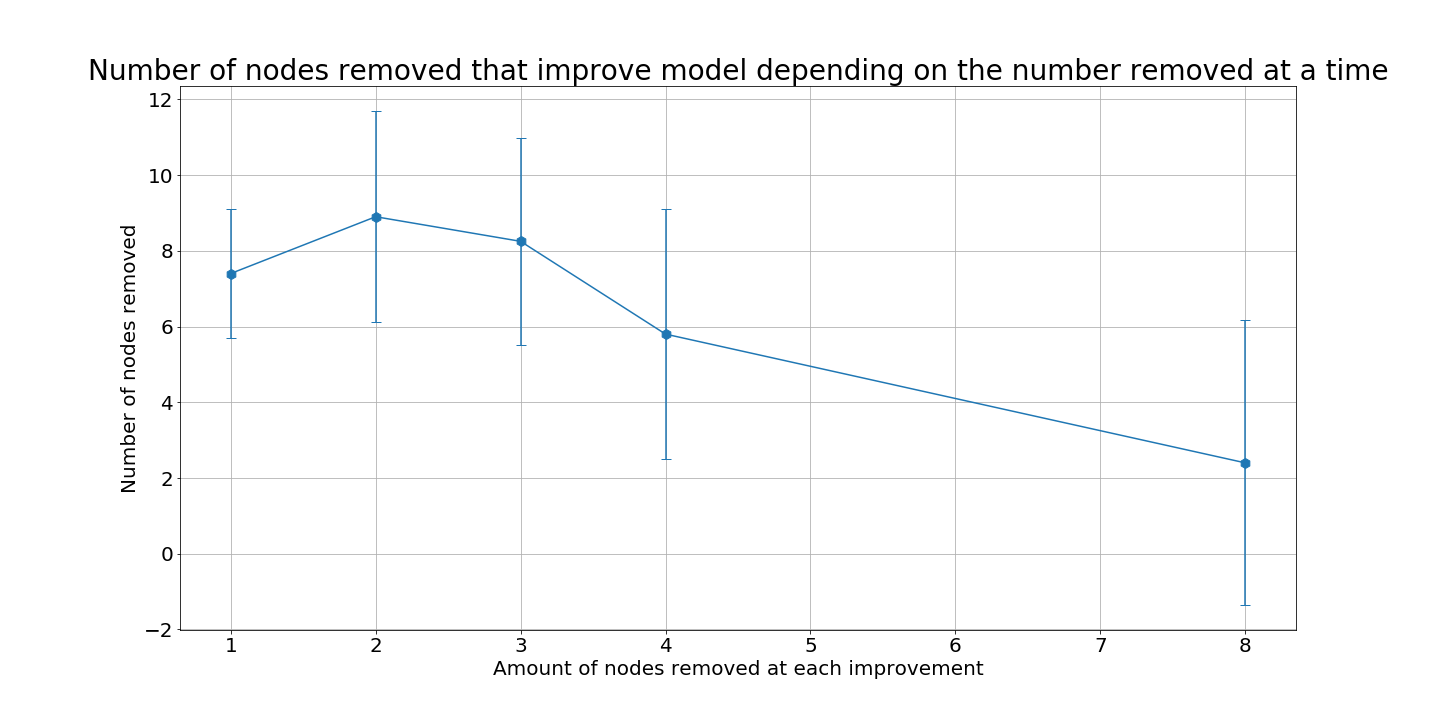 Number of nodes removed that improve model depending on the number removed at a time
12
10
8
6
4
2
0
−2
Number of nodes removed
1 2 3 4 5 6 7 8
Amount of nodes removed at each improvement